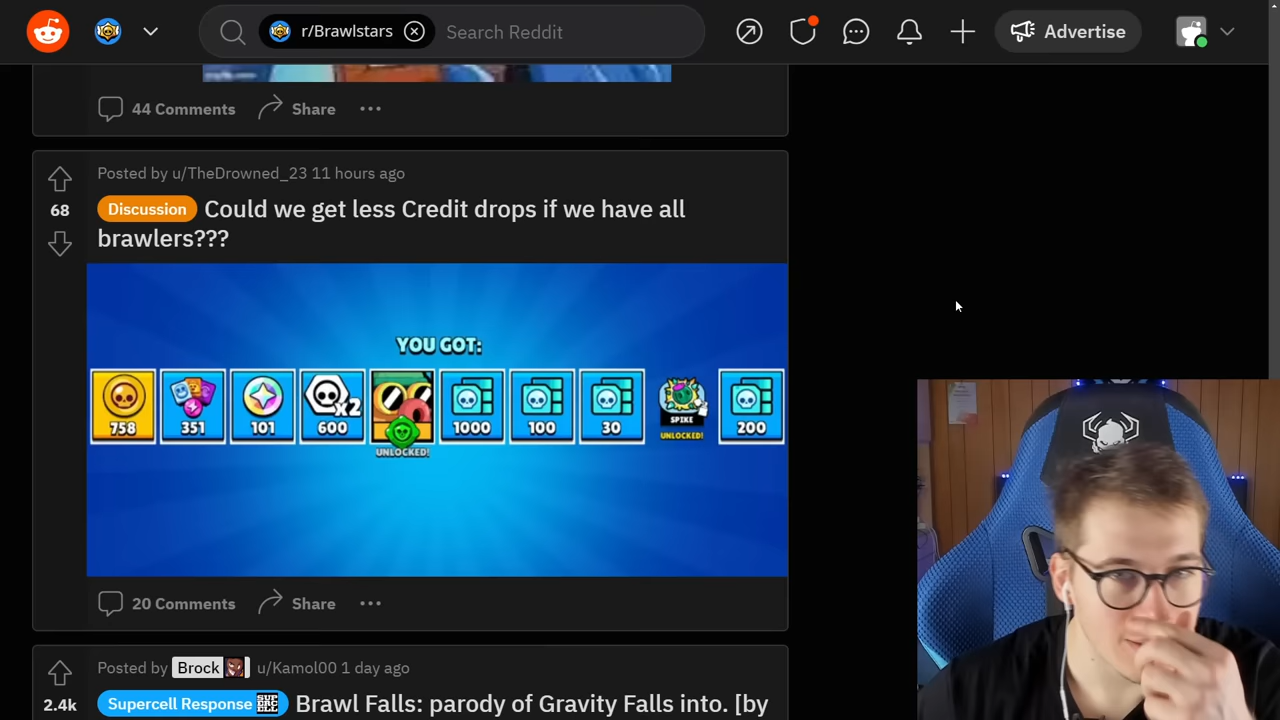 r/Brawlstars
Search Reddit
Advertise
44 Comments
Share
Posted by u/TheDrowned_23 11 hours ago
68
Discussion Could we get less Credit drops if we have all
brawlers???
YOU GOT:
758
351
101
x2
600
UNLOCKED!
1000
100
30
SPIKE
UNLOCKED!
200
20 Comments
Share
Posted by Brock u/Kamol00 1 day ago
2.4k
Supercell Response Brawl Falls: parody of Gravity Falls into. [by